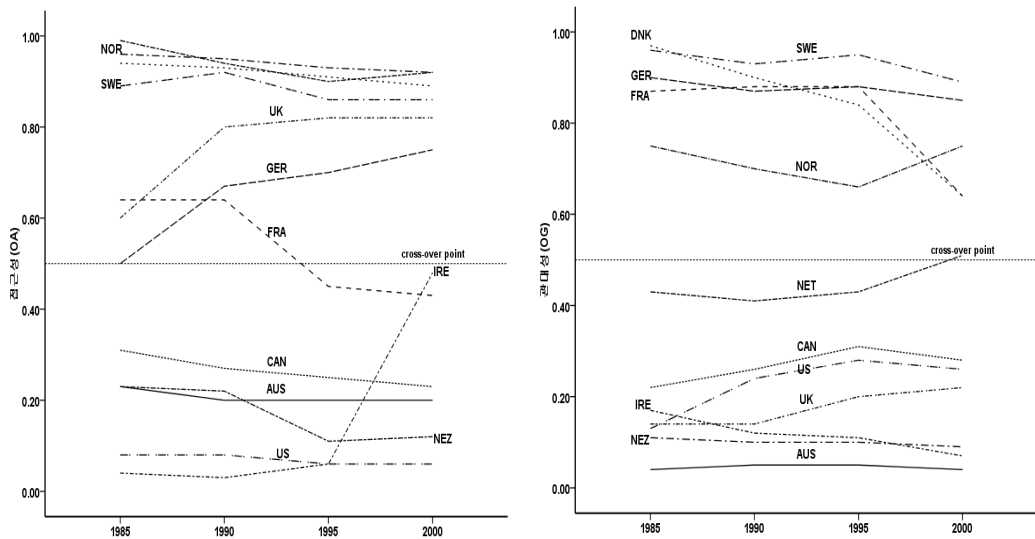 1.00
0.80
0.60
0.40
0.20
0.00
접근성 (OA)
NOR
SWE
UK
GER
FRA
cross-over point
IRE
CAN
AUS
NEZ
US
1985 1990 1995 2000
1.00
0.80
0.60
0.40
0.20
0.00
관대성 (OG)
DNK
SWE
GER
FRA
NOR
cross-over point
NET
CAN
US
UK
IRE
NEZ
AUS
1985 1990 1995 2000